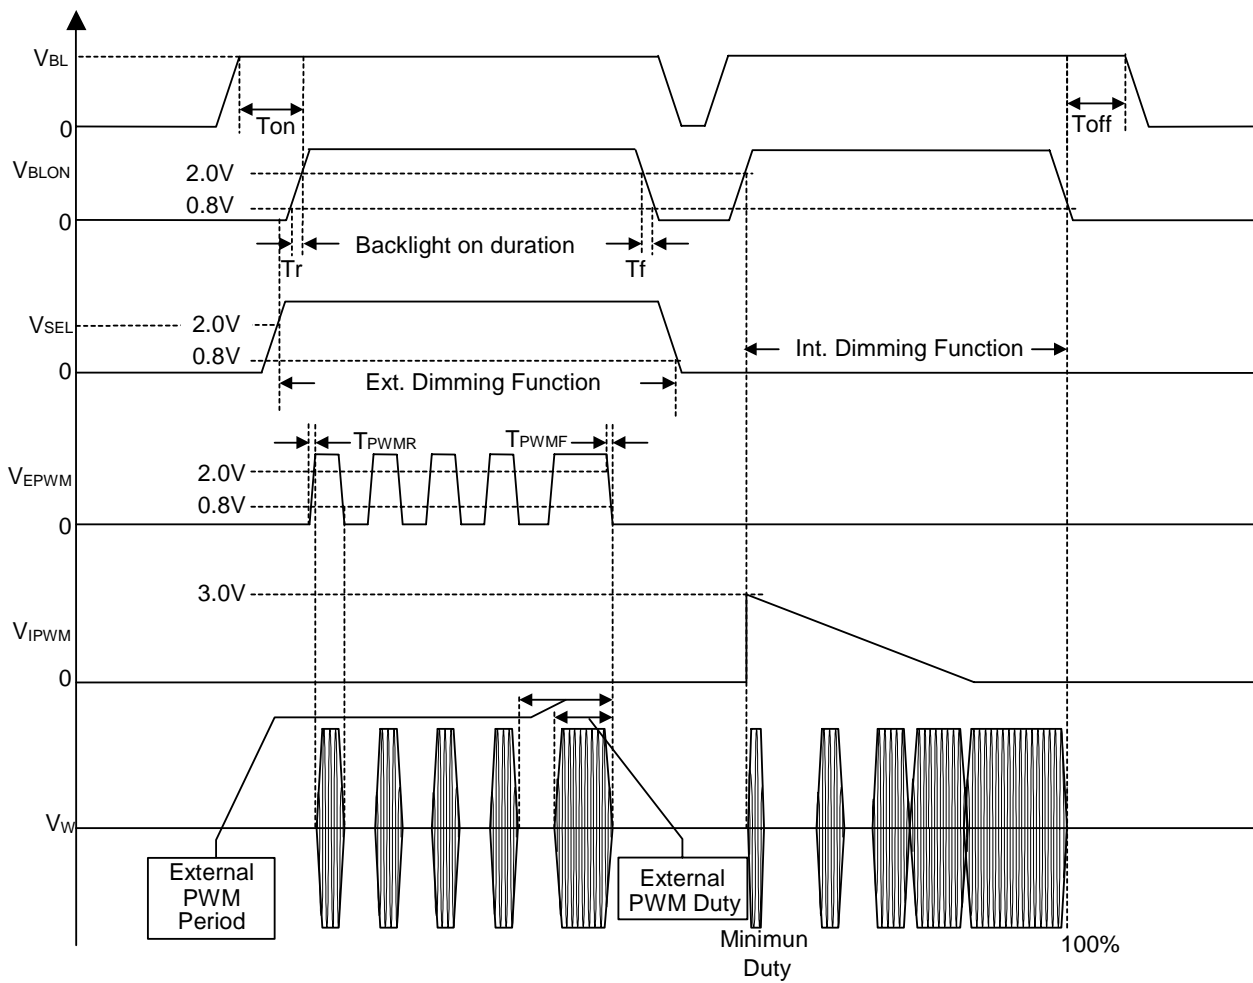 VBL
0
Ton
Toff
VBLON
2.0V
0.8V
0
Backlight on duration
Tr
Tf
VSEL
2.0V
0.8V
0
Int. Dimming Function
Ext. Dimming Function
TPWMR
TPWMF
VEPWM
2.0V
0.8V
0
3.0V
VIPWM
0
VW
External
PWM
Period
External
PWM Duty
Minimun
Duty
100%